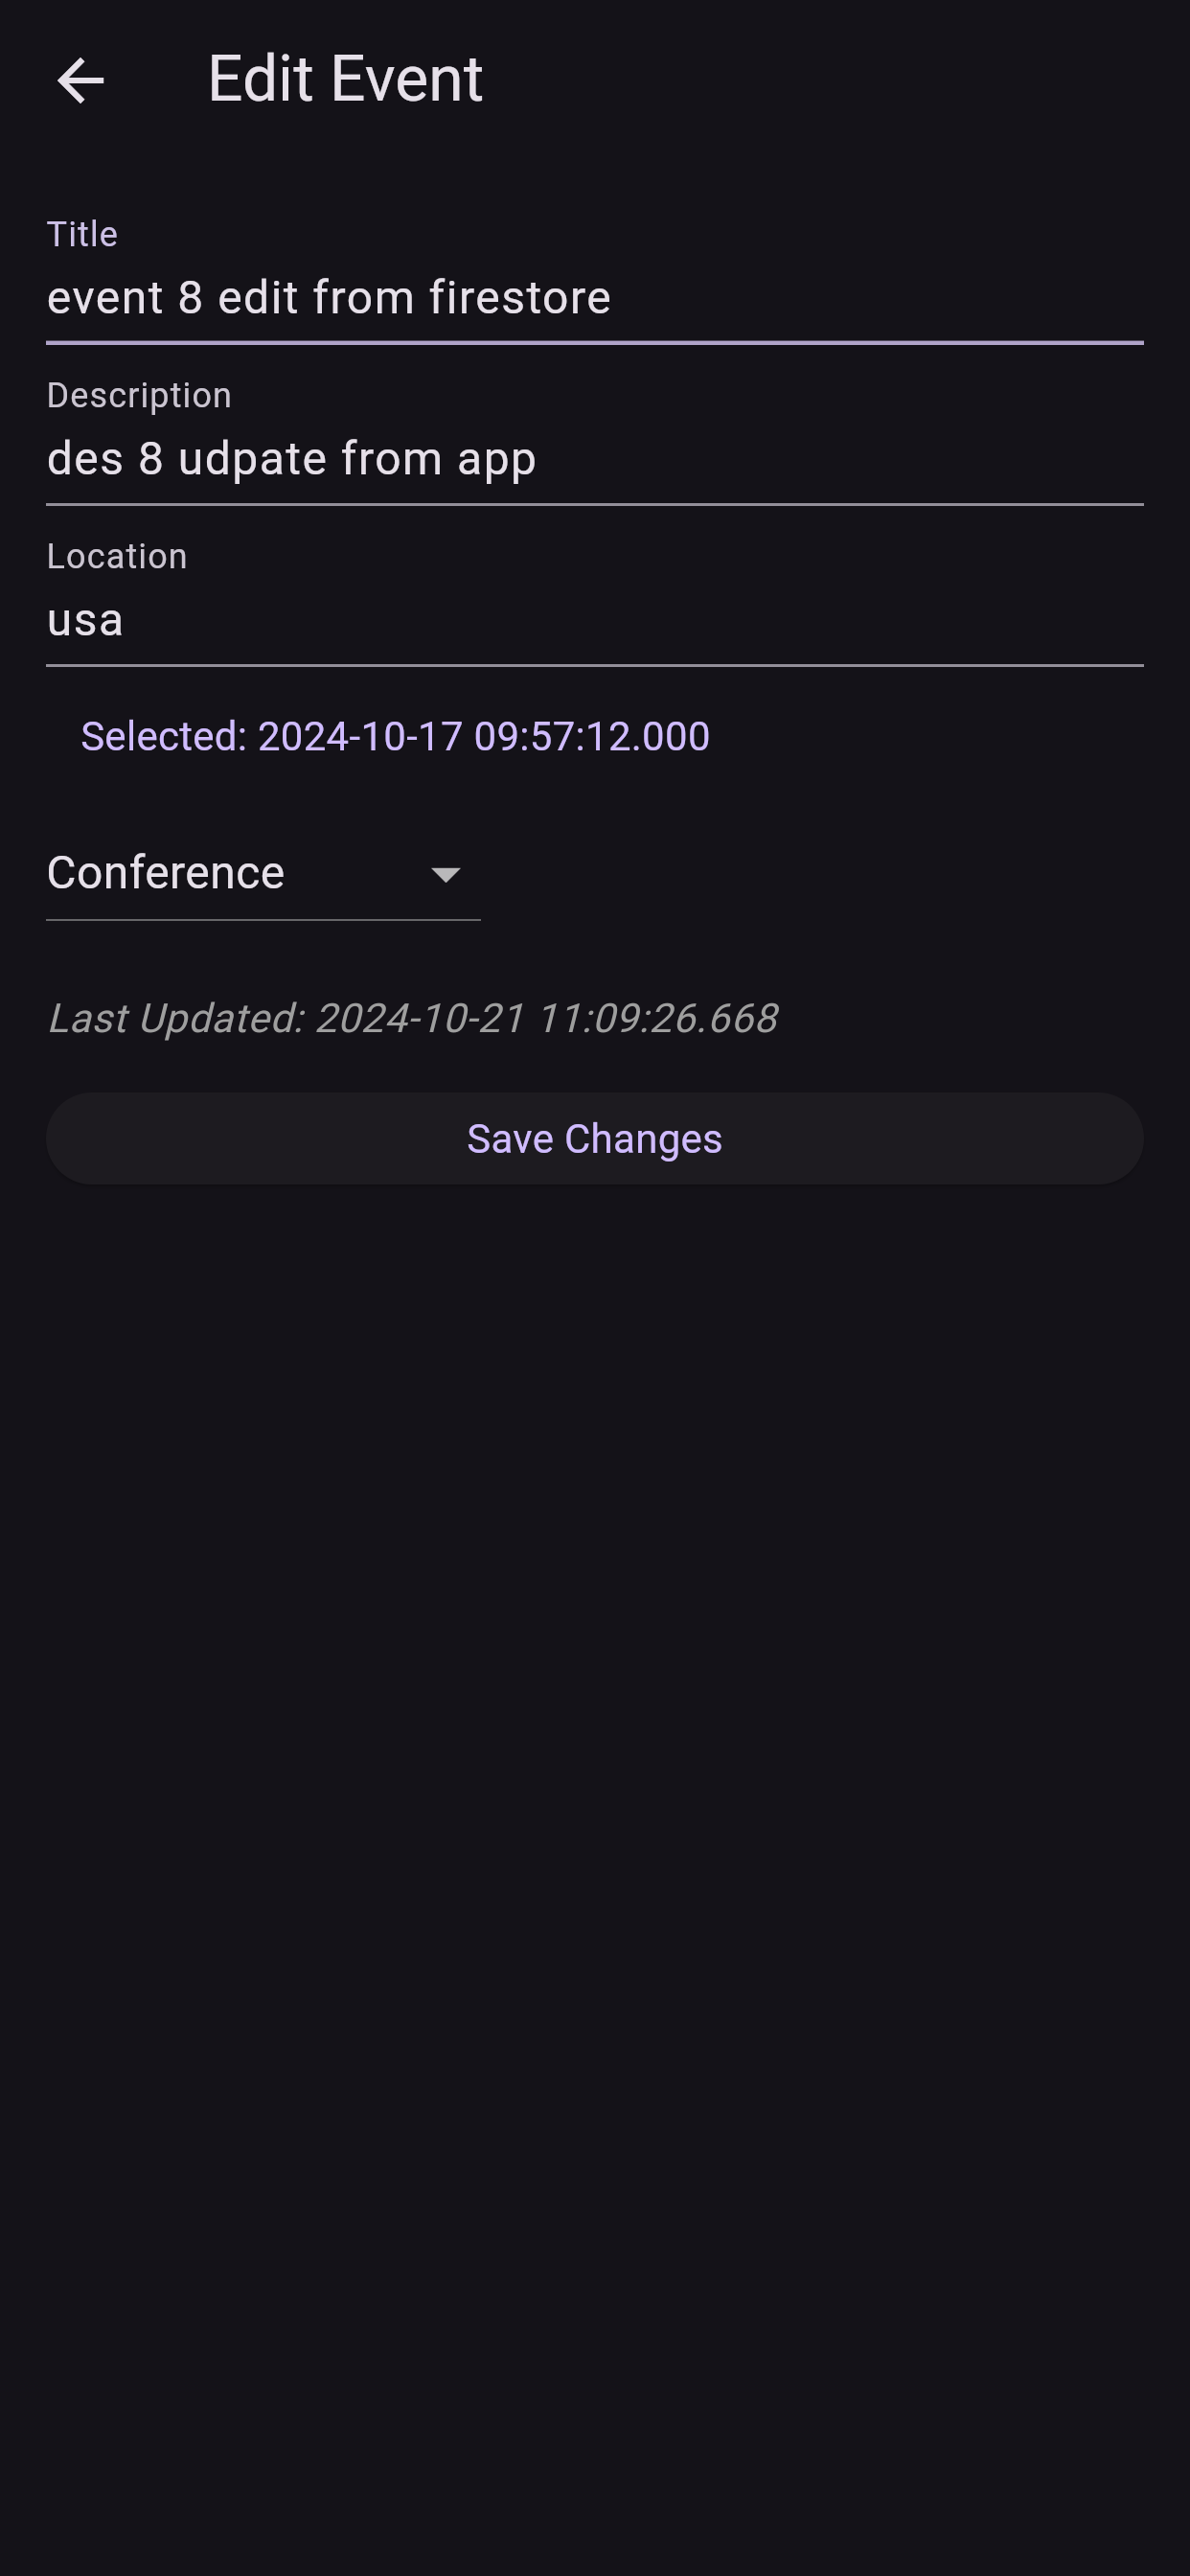 Edit Event
Title
event 8 edit from firestore
Description
des 8 udpate from app
Location
usa
Selected: 2024-10-17 09:57:12.000
Conference
Last Updated: 2024-10-21 11:09:26.668
Save Changes